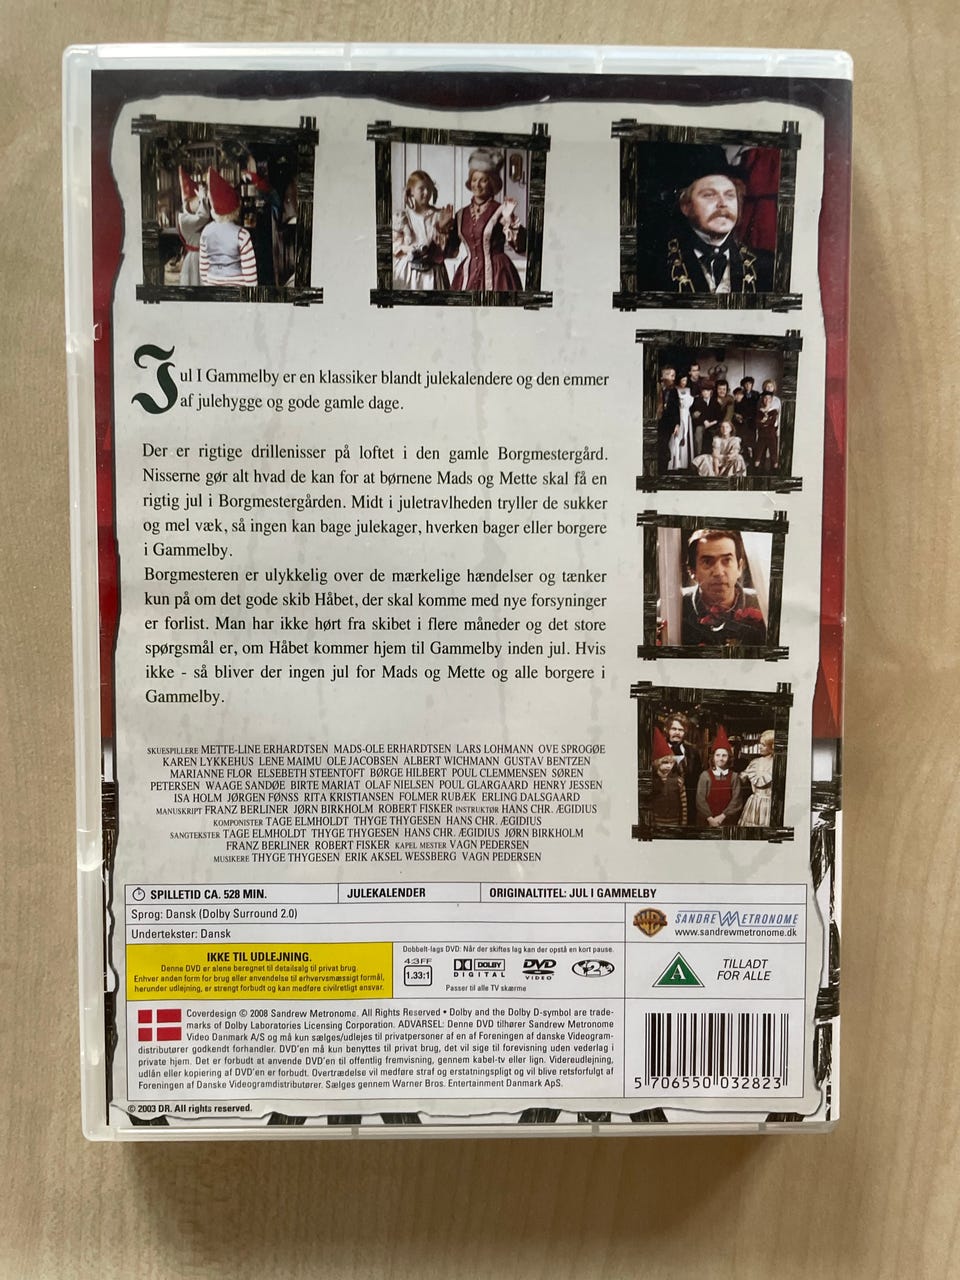 Jul I Gammelby er en klassiker blandt julekalendere og den emmer
af julehygge og gode gamle dage.
Der er rigtige drillenisser på loftet i den gamle Borgmestergård.
Nisserne gør alt hvad de kan for at børnene Mads og Mette skal få en
rigtig jul i Borgmestergården. Midt i juletravlheden tryller de sukker
og mel væk, så ingen kan bage julekager, hverken bager eller borgere
i Gammelby.
Borgmesteren er ulykkelig over de mærkelige hændelser og tænker
kun på om det gode skib Håbet, der skal komme med nye forsyninger
er forlist. Man har ikke hørt fra skibet i flere måneder og det store
spørgsmål er, om Håbet kommer hjem til Gammelby inden jul. Hvis
ikke - så bliver der ingen jul for Mads og Mette og alle borgere i
Gammelby.
SKUESPILLERE METTE-LINE ERHARDTSEN MADS-OLE ERHARDTSEN LARS LOHMANN OVE SPROGØE
KAREN LYKKEHUS LENE MAIMU OLE JACOBSEN ALBERT WICHMANN GUSTAV BENTZEN
MARIANNE FLOR ELSEBETH STEENTOFT BØRGE HILBERT POUL CLEMMENSEN SØREN
PETERSEN WAAGE SANDØE BIRTE MARIAT OLAF NIELSEN POUL GLARGAARD HENRY JESSEN
ISA HOLM JØRGEN FØNSS RITA KRISTIANSEN FOLMER RUBÆK ERLING DALSGAARD
MANUSKRIPT FRANZ BERLINER JØRN BIRKHOLM ROBERT FISKER INSTRUKTØR HANS CHR. ÆGIDIUS
KOMPONISTER TAGE ELMHOLDT THYGE THYGESEN HANS CHR. ÆGIDIUS
SANGTEKSTER TAGE ELMHOLDT THYGE THYGESEN HANS CHR. ÆGIDIUS JØRN BIRKHOLM
FRANZ BERLINER ROBERT FISKER KAPEL MESTER VAGN PEDERSEN
MUSIKERE THYGE THYGESEN ERIK AKSEL WESSBERG VAGN PEDERSEN
SPILLETID CA. 528 MIN. JULEKALENDER ORIGINALTITEL: JUL I GAMMELBY
Sprog: Dansk (Dolby Surround 2.0)
Undertekster: Dansk
SANDREW METRONOME
www.sandrewmetronome.dk
IKKE TIL UDLEJNING.
Denne DVD er alene beregnet til detailsalg til privat brug.
Enhver anden form for brug eller anvendelse til erhvervsmæssigt formål,
herunder udlejning, er strengt forbudt og kan medføre civilretligt ansvar.
Dobbelt-lags DVD: Når der skiftes lag kan der opstå en kort pause.
4:3FF
1.33:1
DOLBY
DIGITAL
DVD
VIDEO
2
Passer til alle TV skærme
A
TILLADT
FOR ALLE
Coverdesign © 2008 Sandrew Metronome. All Rights Reserved • Dolby and the Dolby D-symbol are trade-
marks of Dolby Laboratories Licensing Corporation. ADVARSEL: Denne DVD tilhører Sandrew Metronome
Video Danmark A/S og må kun sælges/udlejes til privatpersoner af en af Foreningen af danske Videogram-
distributører godkendt forhandler. DVD'en må kun benyttes til privat brug, det vil sige til forevisning uden vederlag i
private hjem. Det er forbudt at anvende DVD'en til offentlig fremvisning, gennem kabel-tv eller lign. Videreudlejning,
udlån eller kopiering af DVD'en er forbudt. Overtrædelse vil medføre straf og erstatningspligt og vil blive retsforfulgt af
Foreningen af Danske Videogramdistributører. Sælges gennem Warner Bros. Entertainment Danmark ApS.
5 706550 032823
© 2003 DR. All rights reserved.